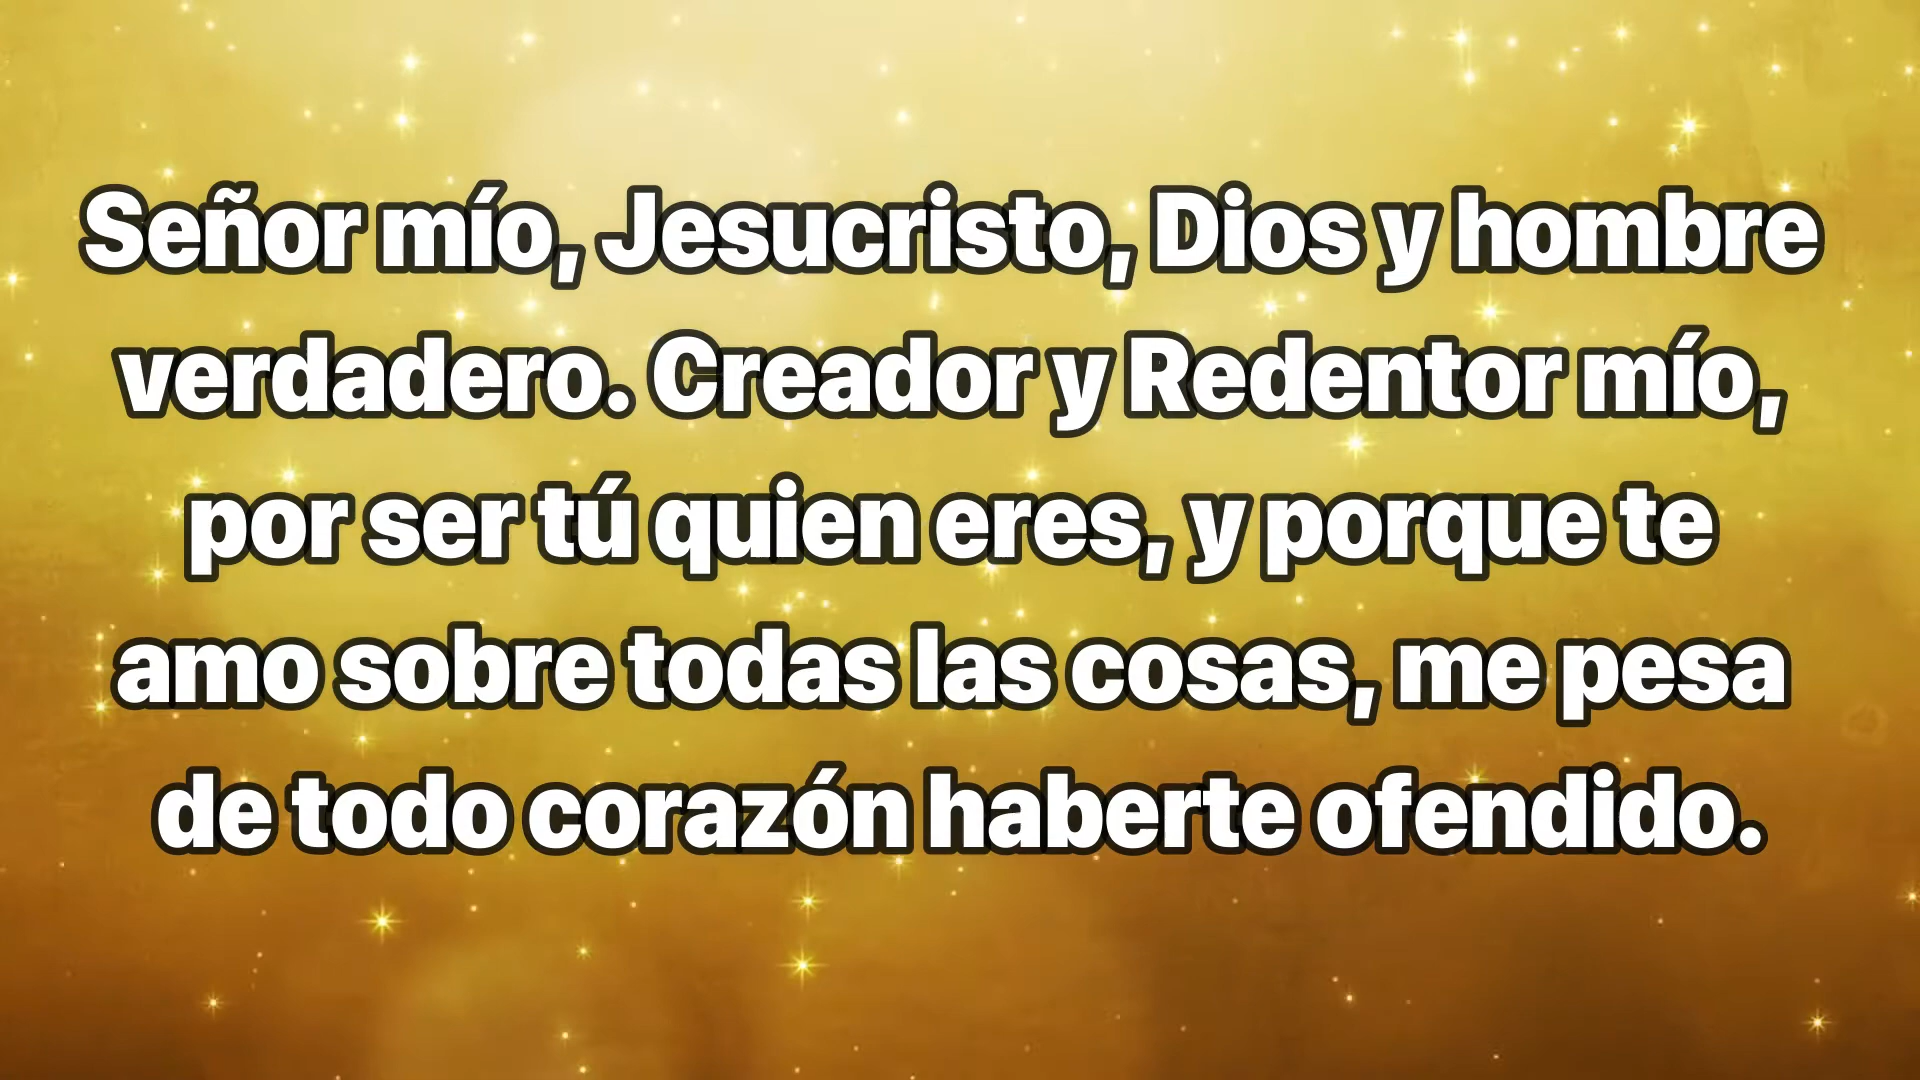 Señor mío, Jesucristo, Dios y hombre
verdadero. Creador y Redentor mío,
por ser tú quien eres, y porque te
amo sobre todas las cosas, me pesa
de todo corazón haberte ofendido.